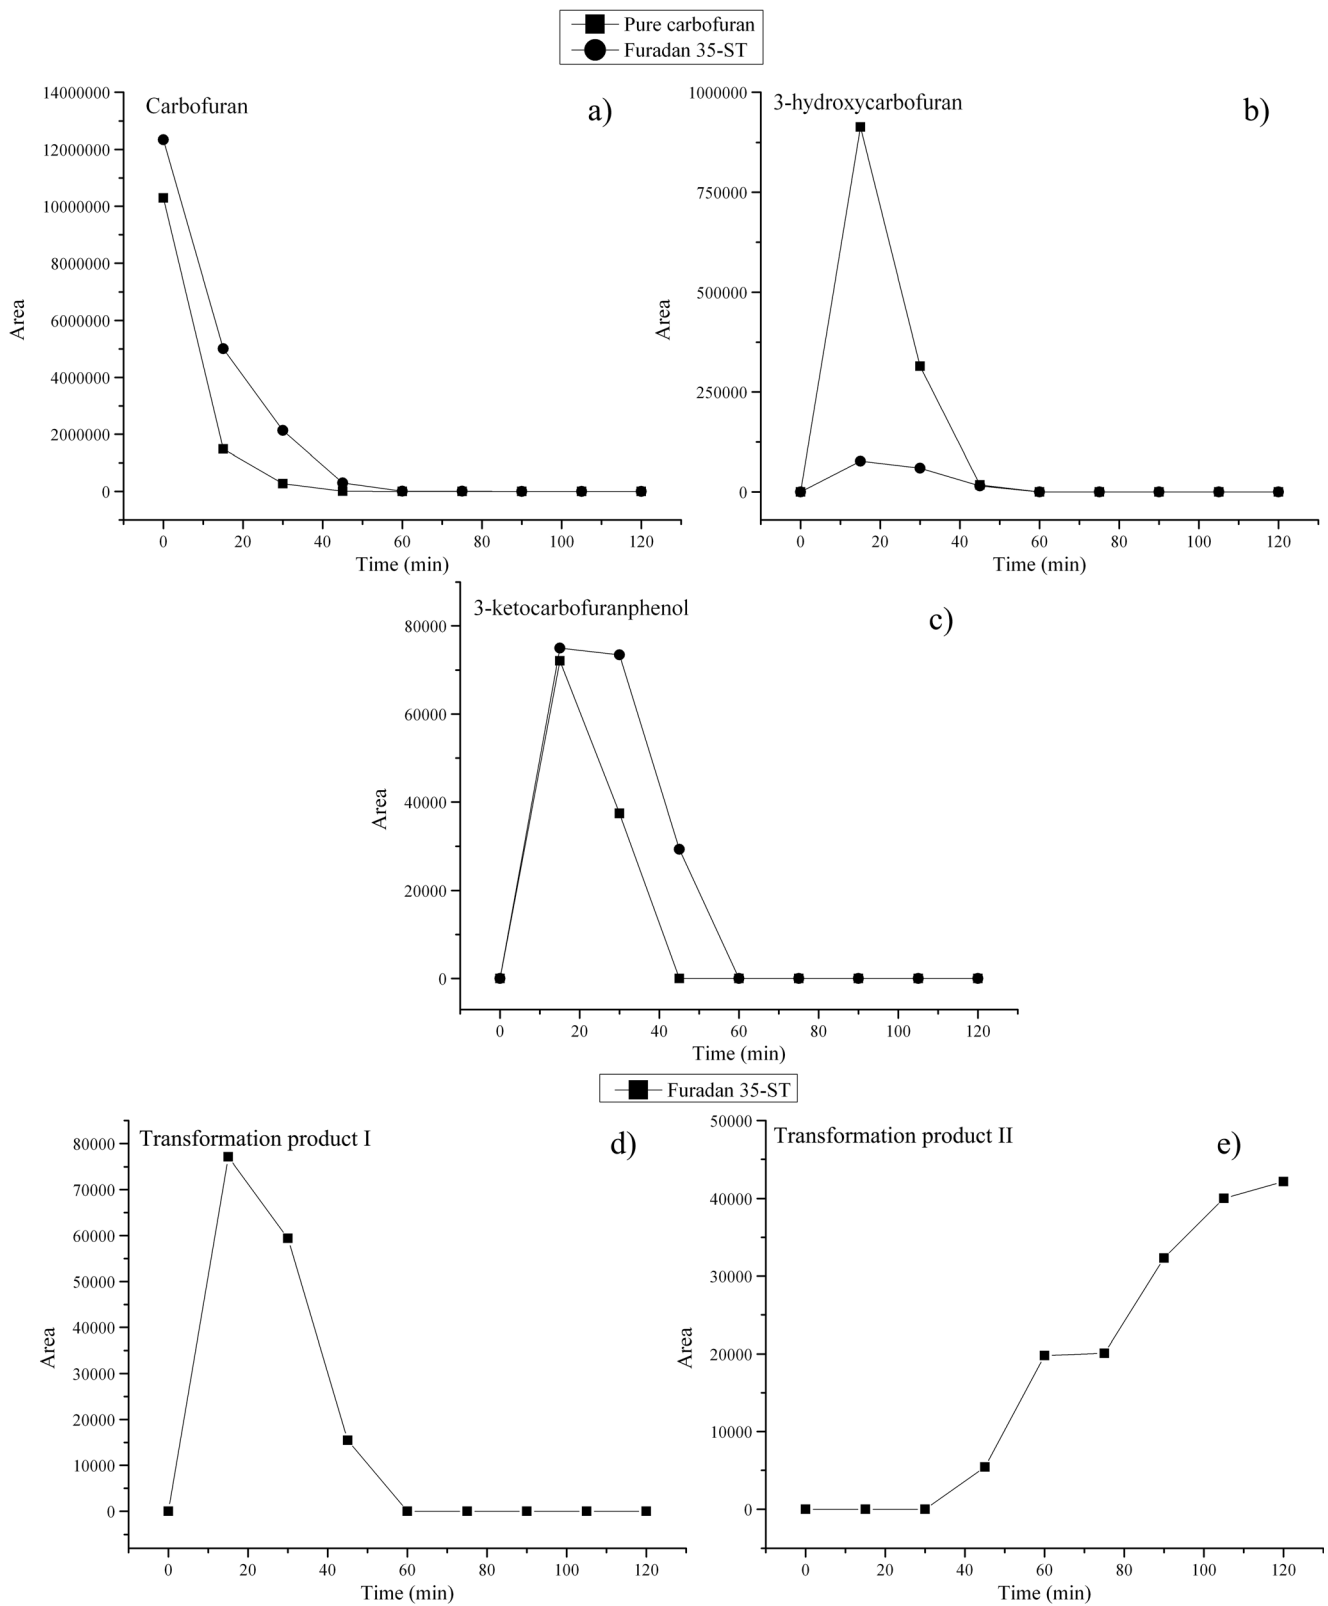 Pure carbofuran
Furadan 35-ST
Carbofuran
a)
14000000
12000000
10000000
8000000
6000000
4000000
2000000
0
Area
0 20 40 60 80 100 120
Time (min)
3-hydroxycarbofuran
b)
1000000
750000
500000
250000
0
Area
0 20 40 60 80 100 120
Time (min)
3-ketocarbofuranphenol
c)
80000
60000
40000
20000
0
Area
0 20 40 60 80 100 120
Time (min)
Furadan 35-ST
Transformation product I
d)
80000
70000
60000
50000
40000
30000
20000
10000
0
Area
0 20 40 60 80 100 120
Time (min)
Transformation product II
e)
50000
40000
30000
20000
10000
0
Area
0 20 40 60 80 100 120
Time (min)